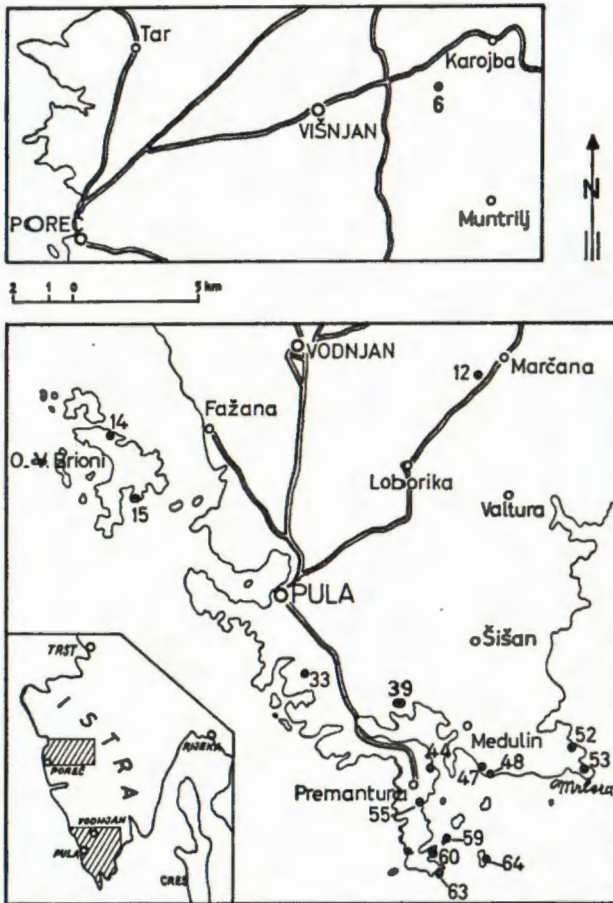 Tar
Karojba
6
VIŠNJAN
N
POREČ
Muntrilj
2 1 0 5 km
VODNJAN
12
Marčana
14
Fažana
O. V. Brioni
Loborika
15
Valtura
PULA
Šišan
33
39
TRST
ISTRA
RIJEKA
POREČ
VODNJAN
PULA
CRES
Medulin
52
44
47
48
53
Premantura
55
59
60
64
63